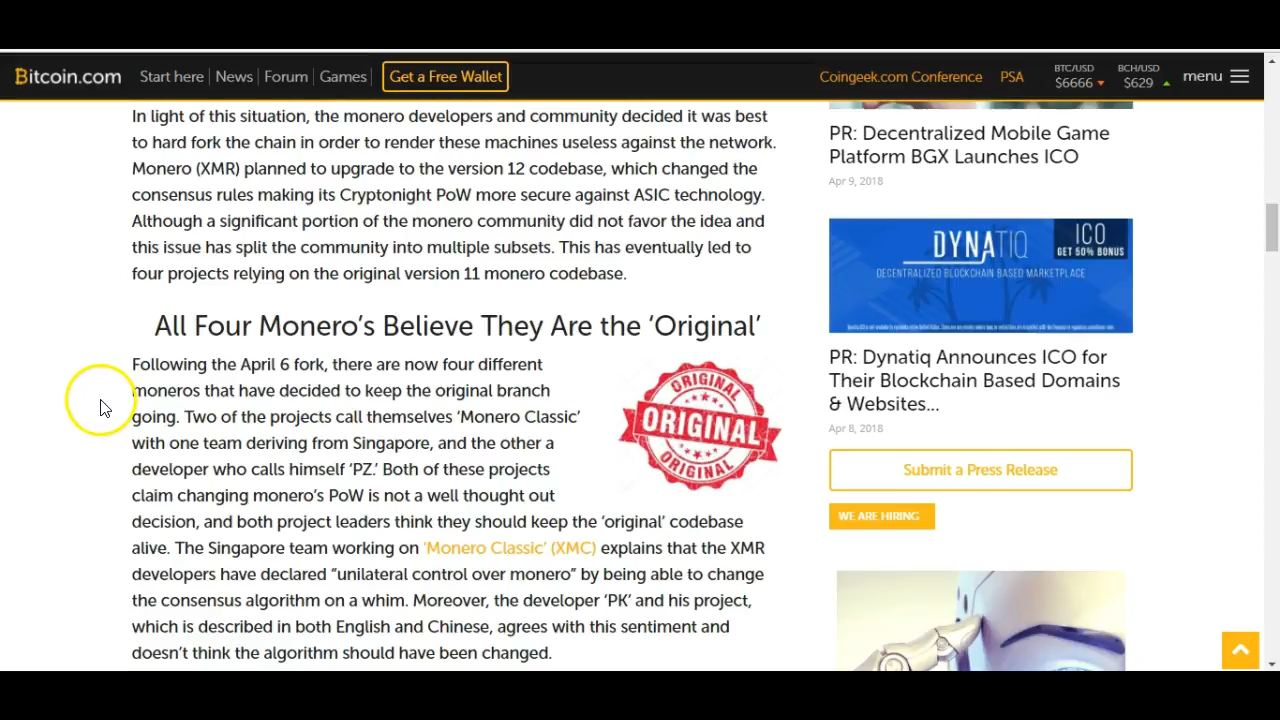 Bitcoin.com
Start here
News
Forum
Games
Get a Free Wallet
Coingeek.com Conference
PSA
BTC/USD
$6666
BCH/USD
$629
menu
In light of this situation, the monero developers and community decided it was best
to hard fork the chain in order to render these machines useless against the network.
Monero (XMR) planned to upgrade to the version 12 codebase, which changed the
consensus rules making its Cryptonight PoW more secure against ASIC technology.
Although a significant portion of the monero community did not favor the idea and
this issue has split the community into multiple subsets. This has eventually led to
four projects relying on the original version 11 monero codebase.
All Four Monero’s Believe They Are the ‘Original’
Following the April 6 fork, there are now four different
moneros that have decided to keep the original branch
going. Two of the projects call themselves ‘Monero Classic’
with one team deriving from Singapore, and the other a
developer who calls himself ‘PZ.’ Both of these projects
claim changing monero’s PoW is not a well thought out
decision, and both project leaders think they should keep the ‘original’ codebase
alive. The Singapore team working on ‘Monero Classic’ (XMC) explains that the XMR
developers have declared “unilateral control over monero” by being able to change
the consensus algorithm on a whim. Moreover, the developer ‘PK’ and his project,
which is described in both English and Chinese, agrees with this sentiment and
doesn’t think the algorithm should have been changed.
ORIGINAL
ORIGINAL
ORIGINAL
PR: Decentralized Mobile Game
Platform BGX Launches ICO
Apr 9, 2018
DYNATIQ
DECENTRALIZED BLOCKCHAIN BASED MARKETPLACE
ICO
GET 50% BONUS
PR: Dynatiq Announces ICO for
Their Blockchain Based Domains
& Websites...
Apr 8, 2018
Submit a Press Release
WE ARE HIRING